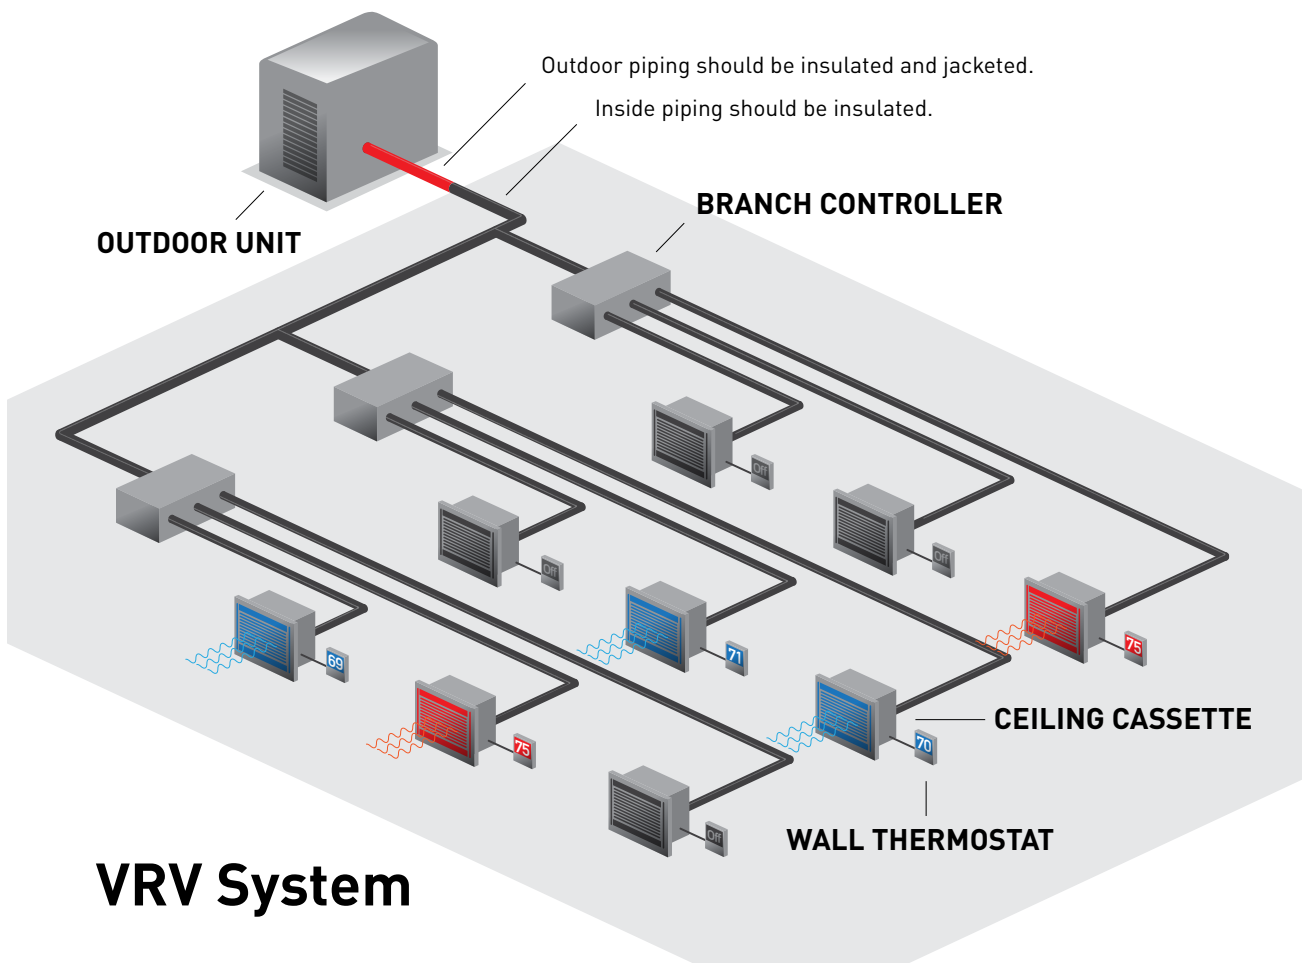 Outdoor piping should be insulated and jacketed.
Inside piping should be insulated.
BRANCH CONTROLLER
OUTDOOR UNIT
Off
Off
Off
69
71
75
75
70
Off
CEILING CASSETTE
WALL THERMOSTAT
VRV System